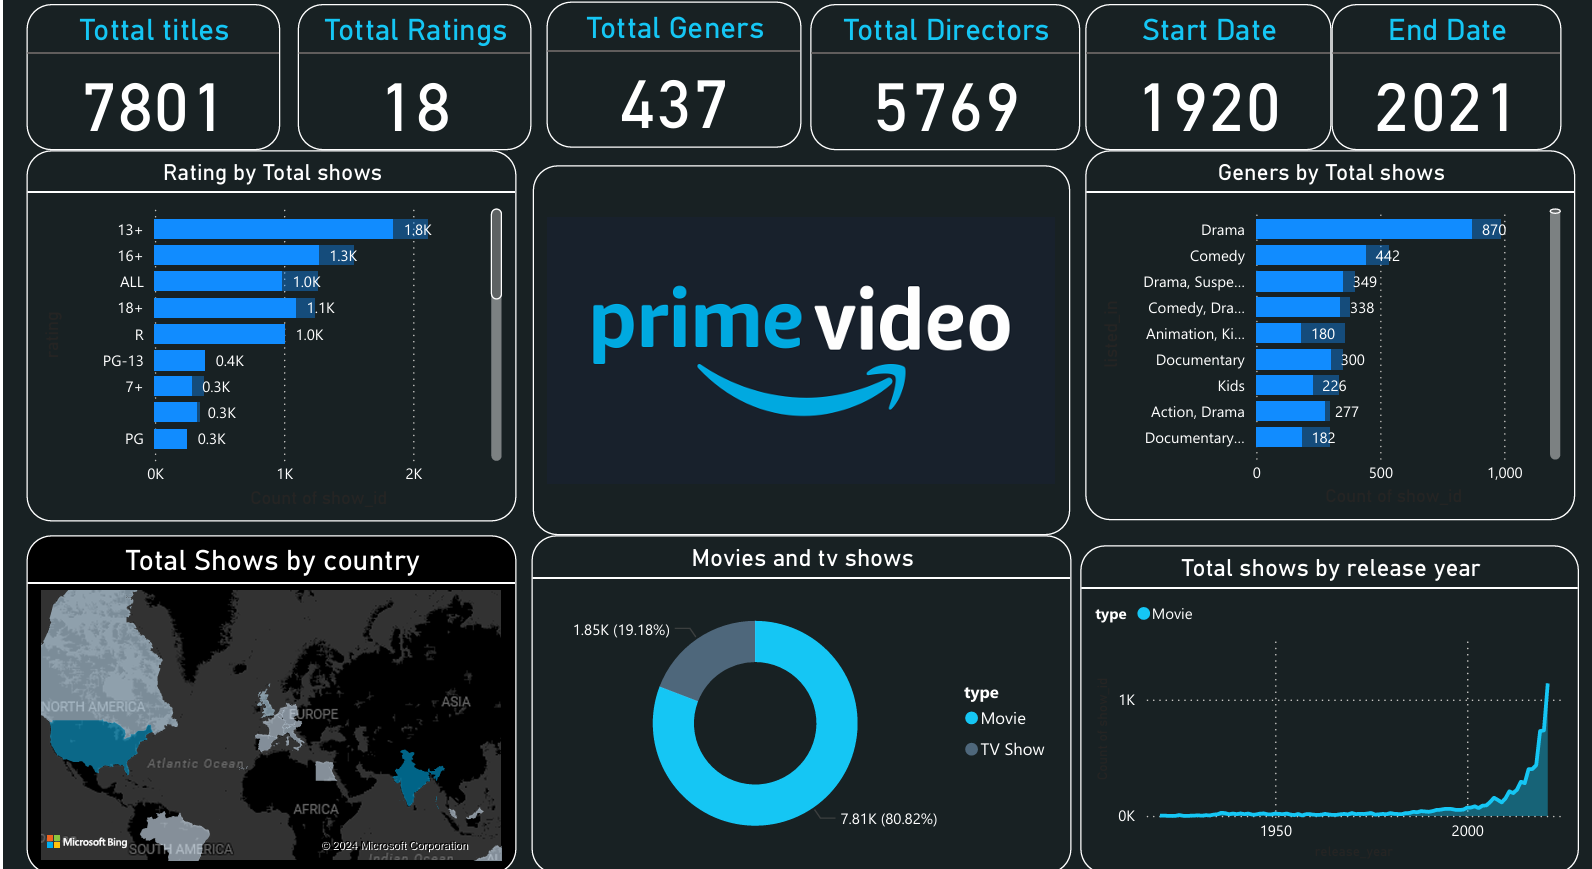 Tottal titles
7801
Tottal Ratings
18
Tottal Geners
437
Tottal Directors
5769
Start Date
1920
End Date
2021
Rating by Total shows
rating
13+ 1.8K
16+ 1.3K
ALL 1.0K
18+ 1.1K
R 1.0K
PG-13 0.4K
7+ 0.3K
0.3K
PG 0.3K
0K 1K 2K
Count of show_id
prime video
Geners by Total shows
listed_in
Drama 870
Comedy 442
Drama, Suspe... 349
Comedy, Dra... 338
Animation, Ki... 180
Documentary 300
Kids 226
Action, Drama 277
Documentary... 182
0 500 1,000
Count of show_id
Total Shows by country
NORTH AMERICA
EUROPE
ASIA
Atlantic Ocean
AFRICA
SOUTH AMERICA
Indian Ocean
Microsoft Bing
© 2024 Microsoft Corporation
Movies and tv shows
1.85K (19.18%)
7.81K (80.82%)
type
Movie
TV Show
Total shows by release year
type Movie
1K
0K
1950 2000
release_year